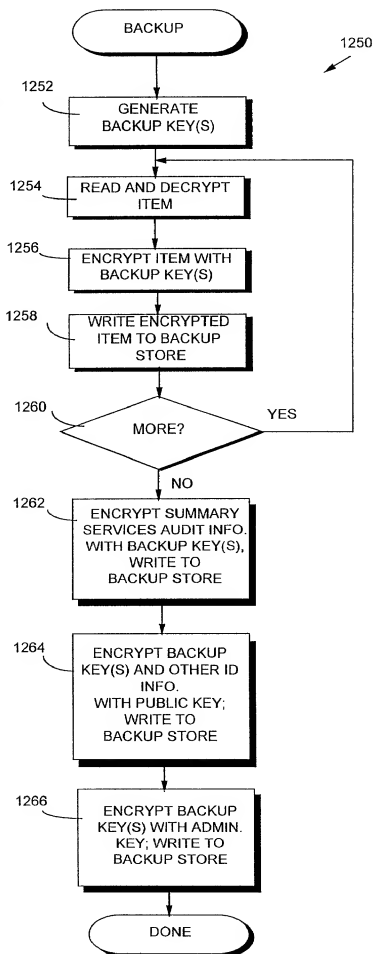 BACKUP
1250
1252
GENERATE
BACKUP KEY(S)
1254
READ AND DECRYPT
ITEM
1256
ENCRYPT ITEM WITH
BACKUP KEY(S)
1258
WRITE ENCRYPTED
ITEM TO BACKUP
STORE
1260
MORE?
YES
NO
1262
ENCRYPT SUMMARY
SERVICES AUDIT INFO.
WITH BACKUP KEY(S),
WRITE TO
BACKUP STORE
1264
ENCRYPT BACKUP
KEY(S) AND OTHER ID
INFO.
WITH PUBLIC KEY;
WRITE TO
BACKUP STORE
1266
ENCRYPT BACKUP
KEY(S) WITH ADMIN.
KEY; WRITE TO
BACKUP STORE
DONE